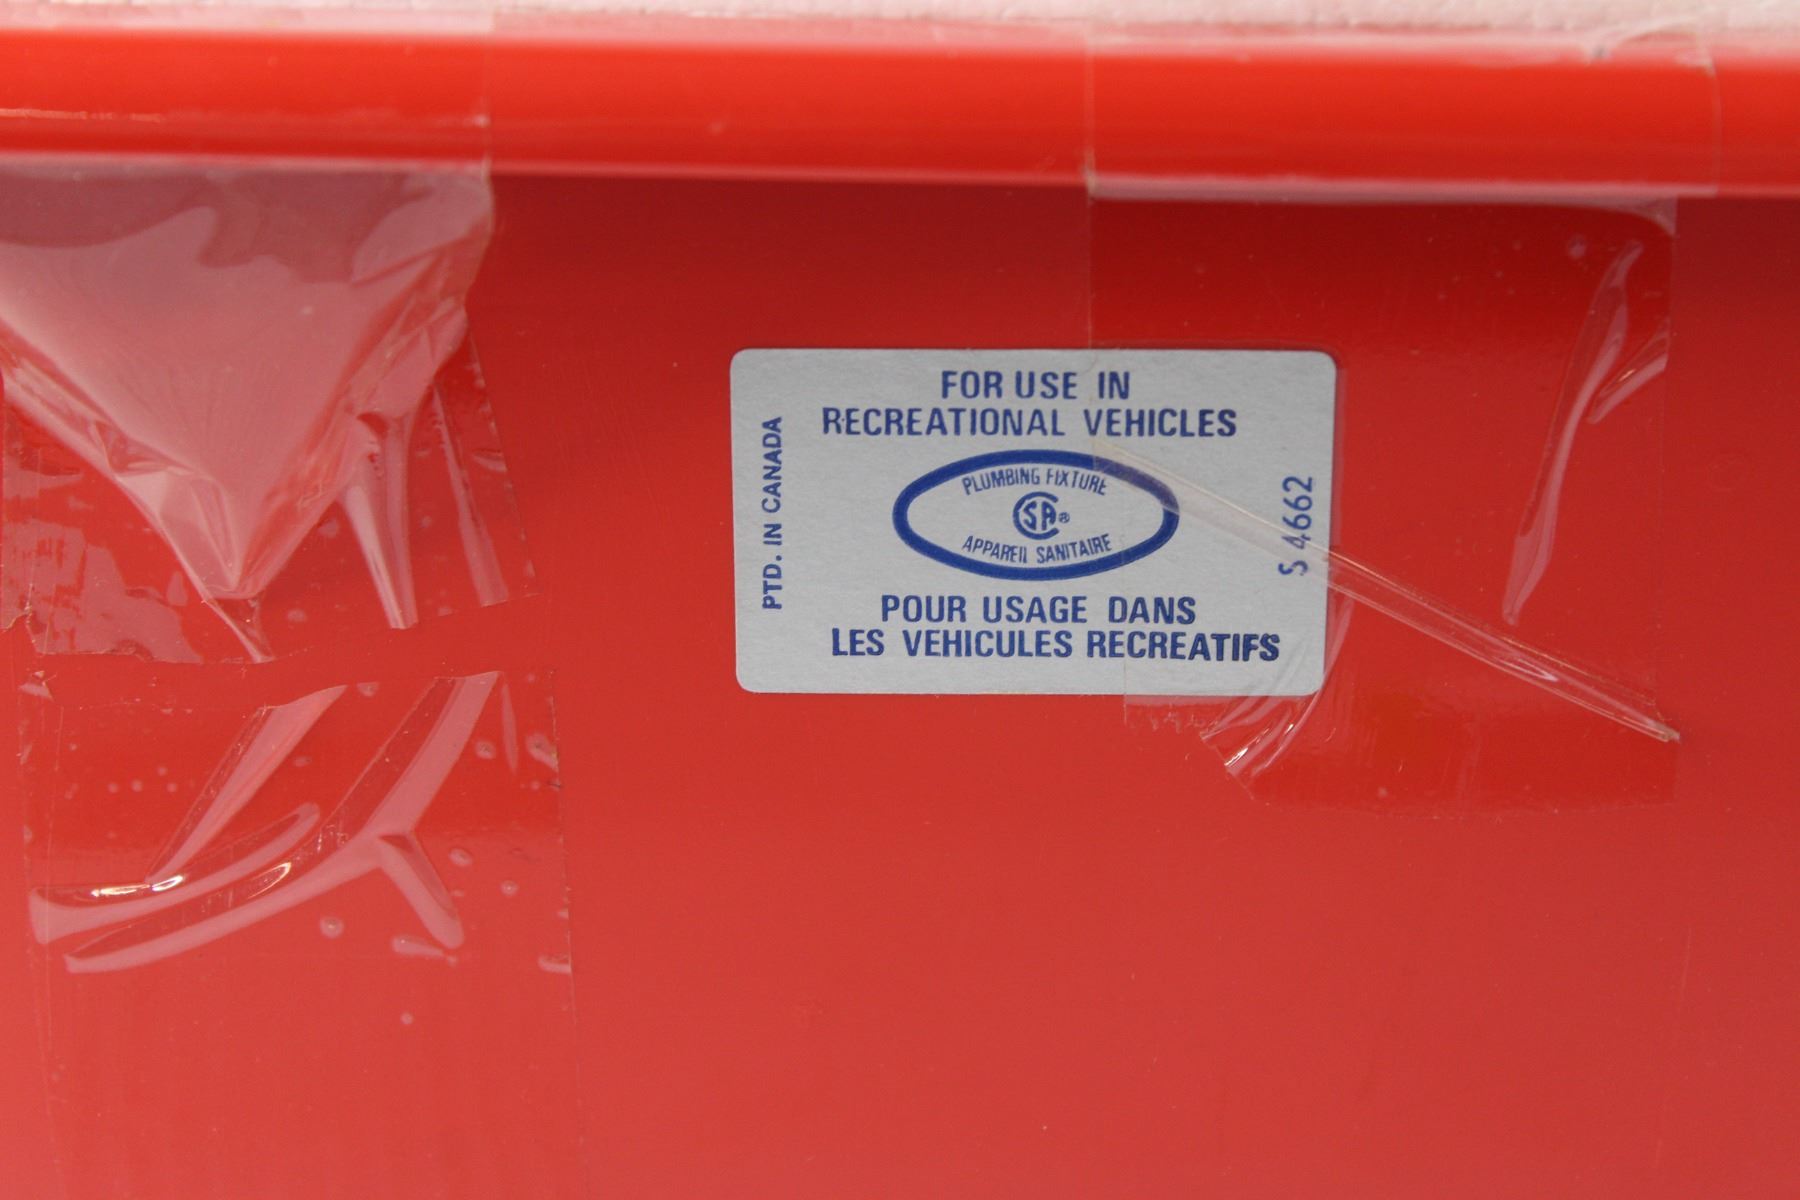 FOR USE IN
RECREATIONAL VEHICLES
PTD. IN CANADA
PLUMBING FIXTURE
CSA®
APPAREIL SANITAIRE
S 4662
POUR USAGE DANS
LES VEHICULES RECREATIFS